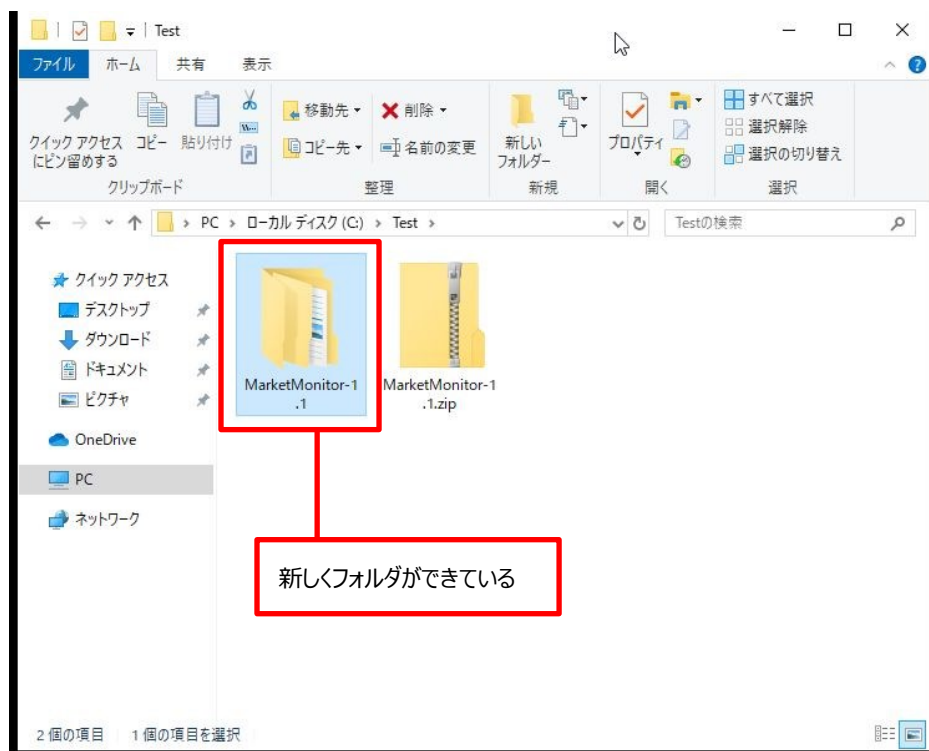 Test
ファイル ホーム 共有 表示
クイック アクセス
にピン留めする
コピー
貼り付け
移動先
コピー先
削除
名前の変更
新しい
フォルダー
プロパティ
すべて選択
選択解除
選択の切り替え
クリップボード 整理 新規 開く 選択
PC › ローカル ディスク (C:) › Test ›
Testの検索
クイック アクセス
デスクトップ
ダウンロード
ドキュメント
ピクチャ
OneDrive
PC
ネットワーク
MarketMonitor-1
.1
MarketMonitor-1
.1.zip
新しくフォルダができている
2 個の項目 1 個の項目を選択